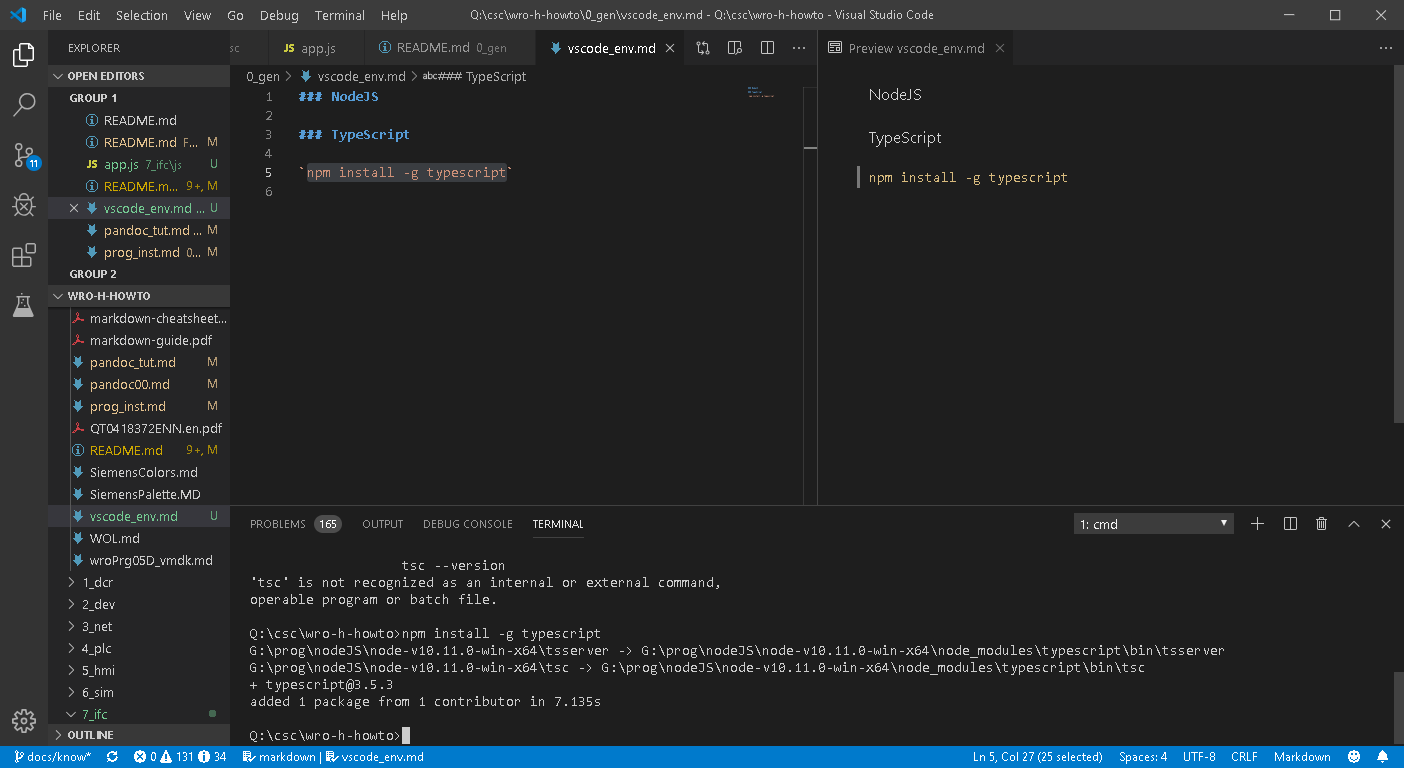 File Edit Selection View Go Debug Terminal Help Q:\csc\wro-h-howto\0_gen\vscode_env.md - Q:\csc\wro-h-howto - Visual Studio Code
EXPLORER
OPEN EDITORS
GROUP 1
README.md
README.md F... M
JS app.js 7_ifc\js U
README.m... 9+, M
vscode_env.md ... U
pandoc_tut.md ... M
prog_inst.md 0... M
GROUP 2
WRO-H-HOWTO
markdown-cheatsheet...
markdown-guide.pdf
pandoc_tut.md M
pandoc00.md M
prog_inst.md M
QT0418372ENN.en.pdf
README.md 9+, M
SiemensColors.md
SiemensPalette.MD
vscode_env.md U
WOL.md
wroPrg05D_vmdk.md
1_dcr
2_dev
3_net
4_plc
5_hmi
6_sim
7_ifc
OUTLINE
11
sc JS app.js README.md 0_gen vscode_env.md
0_gen > vscode_env.md > abc### TypeScript
1 ### NodeJS
2
3 ### TypeScript
4
5 `npm install -g typescript`
6
Preview vscode_env.md
NodeJS
TypeScript
npm install -g typescript
PROBLEMS 165 OUTPUT DEBUG CONSOLE TERMINAL 1: cmd
tsc --version
'tsc' is not recognized as an internal or external command,
operable program or batch file.
Q:\csc\wro-h-howto>npm install -g typescript
G:\prog\nodeJS\node-v10.11.0-win-x64\tsserver -> G:\prog\nodeJS\node-v10.11.0-win-x64\node_modules\typescript\bin\tsserver
G:\prog\nodeJS\node-v10.11.0-win-x64\tsc -> G:\prog\nodeJS\node-v10.11.0-win-x64\node_modules\typescript\bin\tsc
+ typescript@3.5.3
added 1 package from 1 contributor in 7.135s
Q:\csc\wro-h-howto>
docs/know* 0 131 34 markdown | vscode_env.md Ln 5, Col 27 (25 selected) Spaces: 4 UTF-8 CRLF Markdown